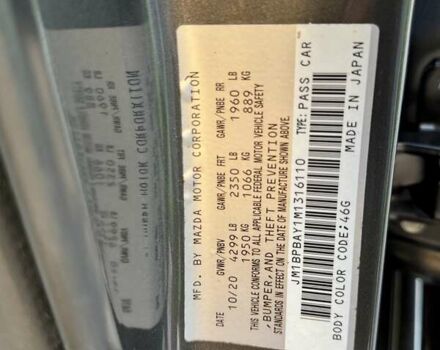 MFD. BY MAZDA MOTOR CORPORATION
DATE GVWR/PNBV GAWR/PNBE FRT GAWR/PNBE RR
10/20 4299 LB 2350 LB 1960 LB
1950 KG 1066 KG 889 KG
THIS VEHICLE CONFORMS TO ALL APPLICABLE FEDERAL MOTOR VEHICLE SAFETY
,BUMPER,AND THEFT PREVENTION
STANDARDS IN EFFECT ON THE DATE OF MANUFACTURE SHOWN ABOVE.
JM1BPBAY1M1316110 TYPE: PASS CAR
BODY COLOR CODE;46G MADE IN JAPAN